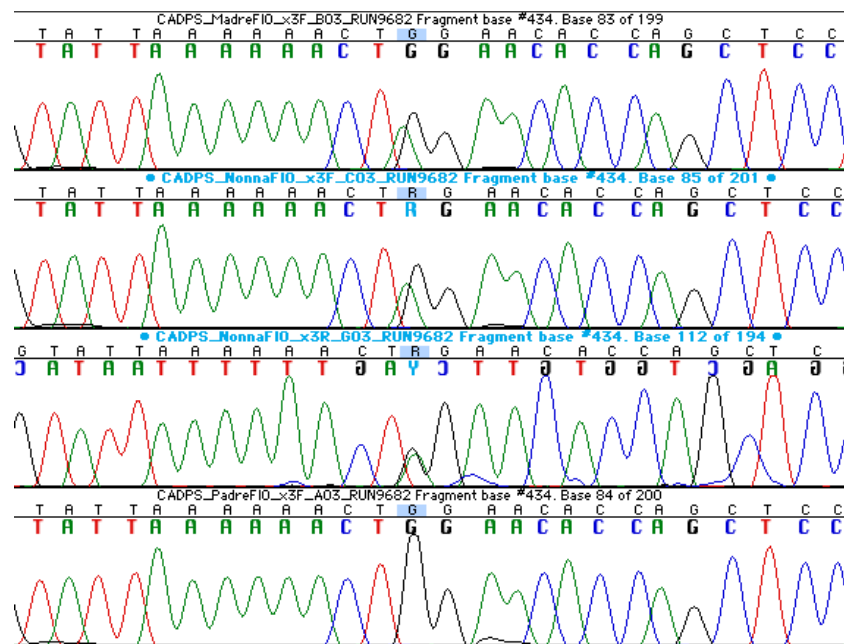 CADPS_MadreFIO_x3F_B03_RUN9682 Fragment base #434. Base 83 of 199
T A T T A A A A A A C T G G A A C A C C A G C T C C
T A T T A A A A A A C T G G A A C A C C A G C T C C
● CADPS_NonnaFIO_x3F_C03_RUN9682 Fragment base #434. Base 85 of 201 ●
T A T T A A A A A A C T R G A A C A C C A G C T C C
T A T T A A A A A A C T R G A A C A C C A G C T C C
● CADPS_NonnaFIO_x3R_G03_RUN9682 Fragment base #434. Base 112 of 194 ●
G T A T T A A A A A A C T R G A A C A C C A G C T C
C A T A A T T T T T T G A Y C T T G T G G T C G A G G
CADPS_PadreFIO_x3F_A03_RUN9682 Fragment base #434. Base 84 of 200
T A T T A A A A A A C T G G A A C A C C A G C T C C
T A T T A A A A A A C T G G A A C A C C A G C T C C